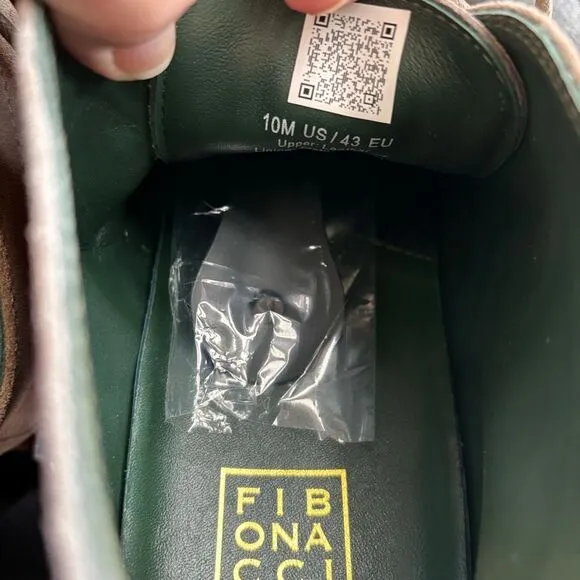 10M US / 43 EU
Upper: Leather
FIB
ONA
CCI